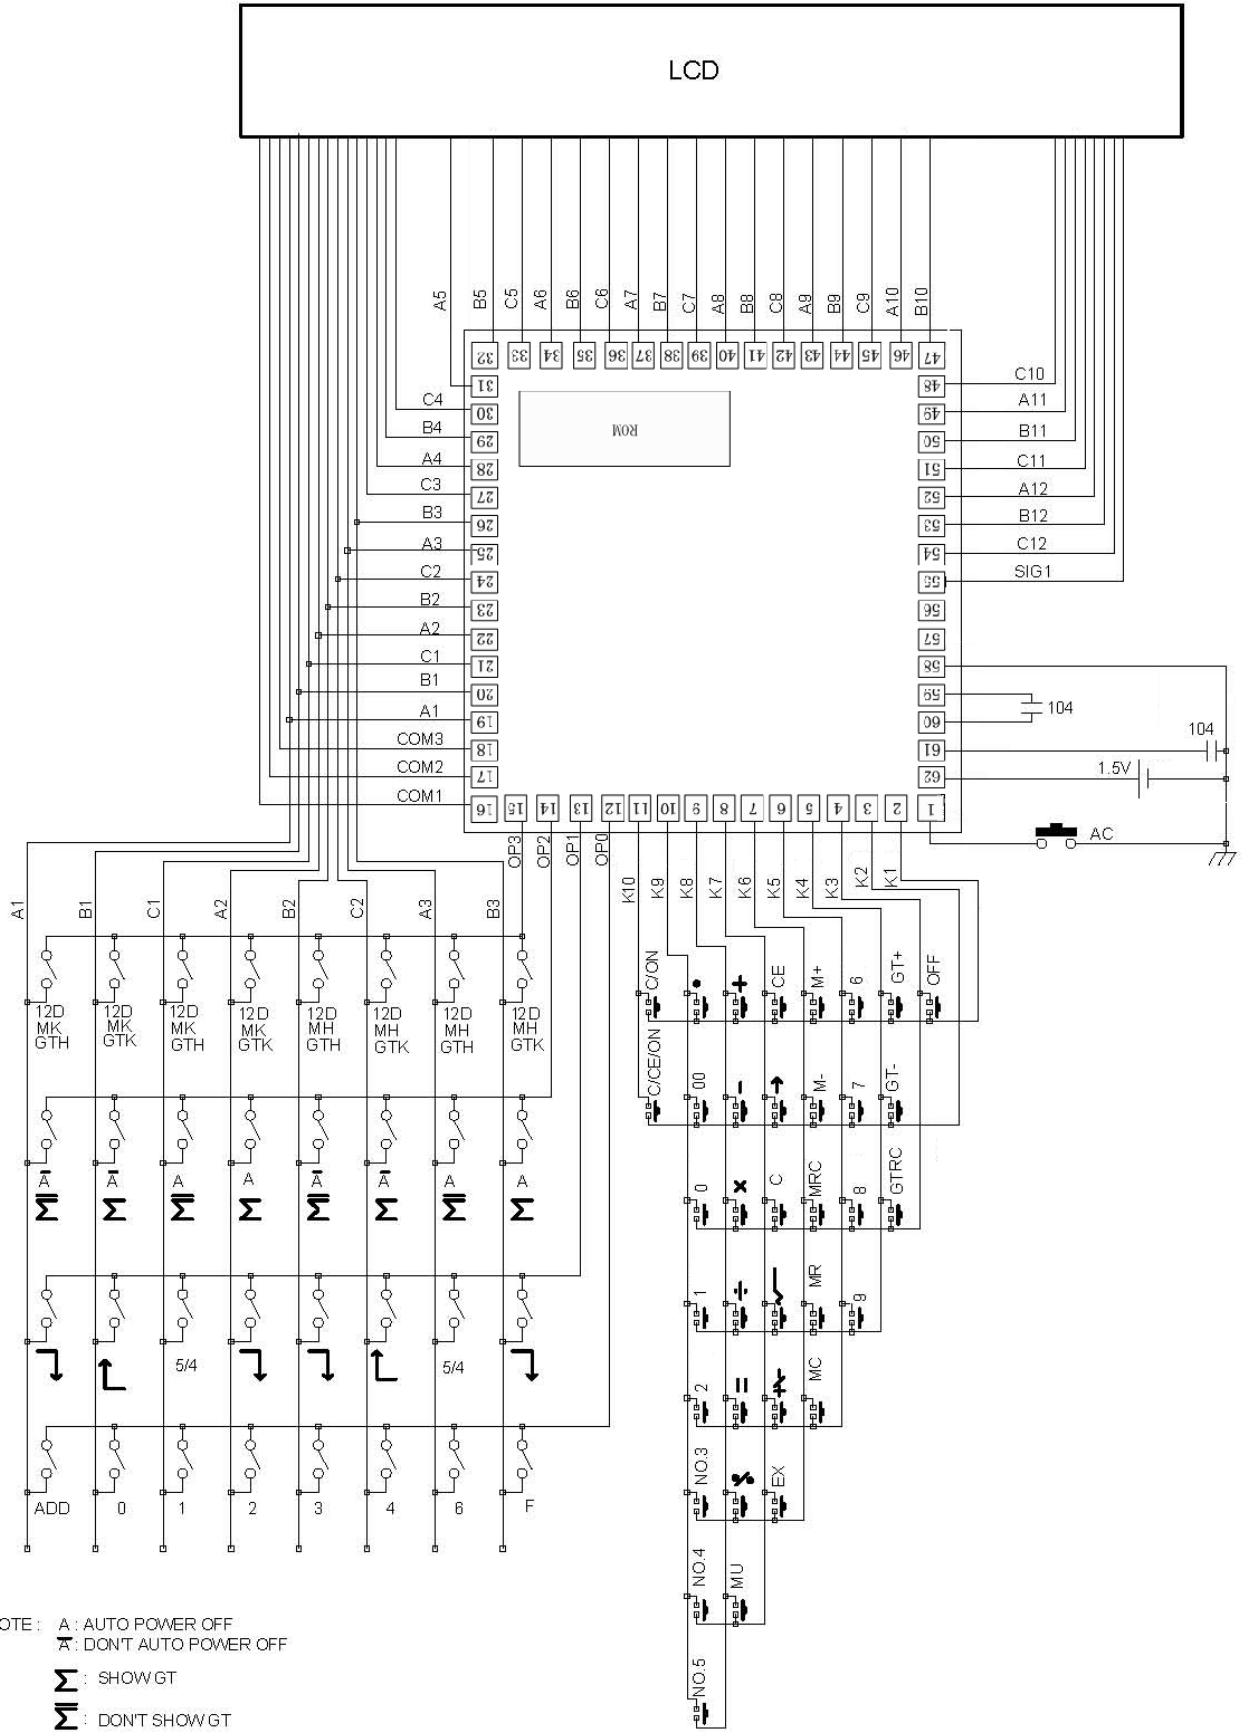 LCD
A5 B5 C5 A6 B6 C6 A7 B7 C7 A8 B8 C8 A9 B9 C9 A10 B10
32 33 34 35 36 37 38 39 40 41 42 43 44 45 46 47
31 48 C10
C4 30 49 A11
ROM
B4 29 50 B11
A4 28 51 C11
C3 27 52 A12
B3 26 53 B12
A3 25 54 C12
C2 24 55 SIG1
B2 23 56
A2 22 57
C1 21 58
B1 20 59
104
A1 19 60
COM3 18 61 104
COM2 17 62 1.5V
COM1 16 15 14 13 12 11 10 9 8 7 6 5 4 3 2 1
AC
OP3 OP2 OP1 OP0
K10 K9 K8 K7 K6 K5 K4 K3 K2 K1
A1 B1 C1 A2 B2 C2 A3 B3
C/ON • + CE M+ 6 GT+ OFF
12D 12D 12D 12D 12D 12D 12D 12D
MK MK MK MK MH MH MH MH
GTH GTK GTH GTK GTH GTK GTH GTK
C/CE/ON 00 − → M- 7 GT-
A̅ A̅ A A A̅ A̅ A A
Σ̅ Σ Σ̅ Σ Σ̅ Σ Σ̅ Σ
0 × C MRC 8 GTRC
1 ÷ √ MR 9
5/4 5/4
2 = +/- MC
NO.3 % EX
ADD 0 1 2 3 4 6 F
NO.4 MU
NO.5
OTE : A : AUTO POWER OFF
A̅ : DON'T AUTO POWER OFF
Σ : SHOW GT
Σ̅ : DON'T SHOW GT